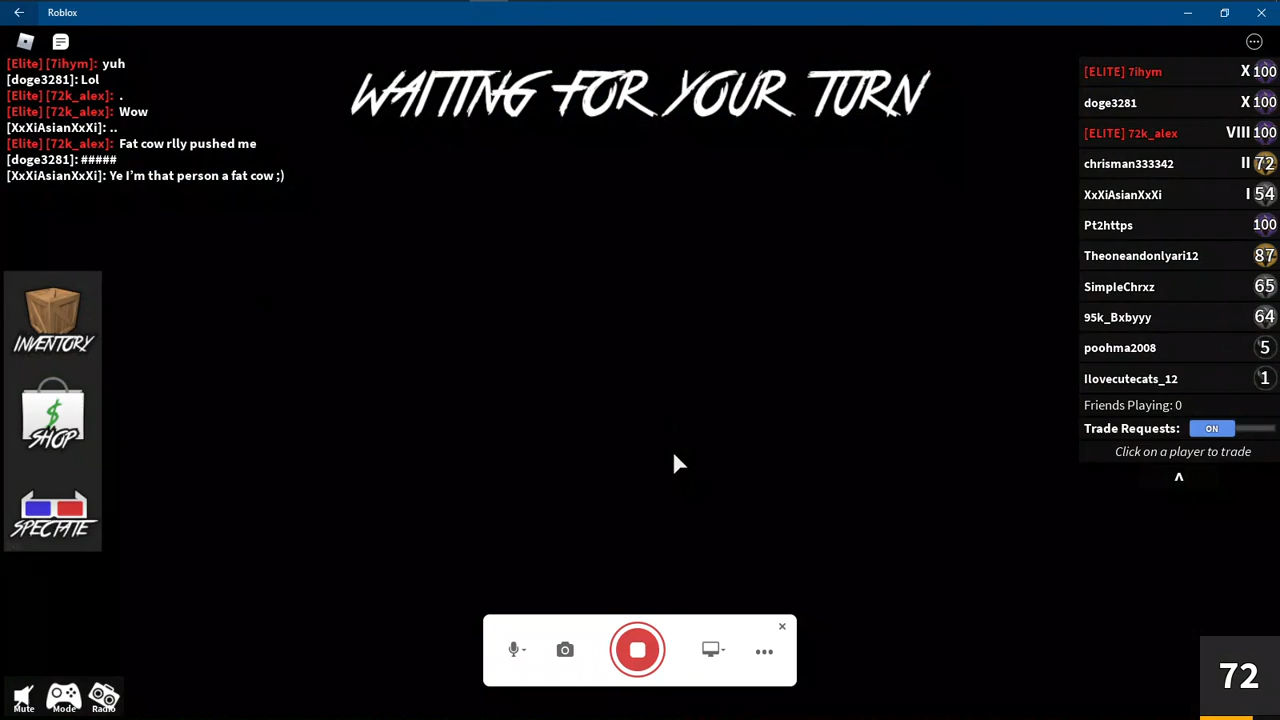 Roblox
[Elite] [7ihym]: yuh
[doge3281]: Lol
[Elite] [72k_alex]: .
[Elite] [72k_alex]: Wow
[XxXiAsianXxXi]: ..
[Elite] [72k_alex]: Fat cow rlly pushed me
[doge3281]: #####
[XxXiAsianXxXi]: Ye I'm that person a fat cow ;)
WAITING FOR YOUR TURN
[ELITE] 7ihym X 100
doge3281 X 100
[ELITE] 72k_alex VIII 100
chrisman333342 II 72
XxXiAsianXxXi I 54
Pt2https 100
Theoneandonlyari12 87
SimpleChrxz 65
95k_Bxbyyy 64
poohma2008 5
Ilovecutecats_12 1
Friends Playing: 0
Trade Requests: ON
Click on a player to trade
INVENTORY
$
SHOP
SPECTATE
Mute Mode Radio
72